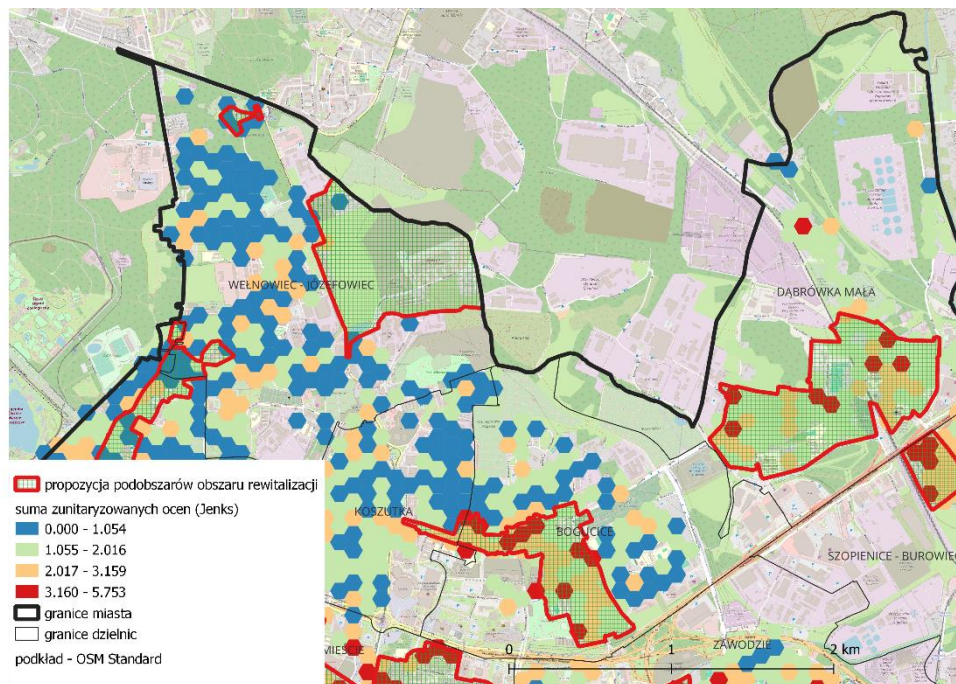 WEŁNOWIEC - JÓZEFOWIEC
DĄBRÓWKA MAŁA
KOSZUTKA
BOGUCICE
SZOPIENICE - BUROWIEC
ZAWODZIE
MIEŚCIE
0 1 2 km
propozycja podobszarów obszaru rewitalizacji
suma zunitaryzowanych ocen (Jenks)
0.000 - 1.054
1.055 - 2.016
2.017 - 3.159
3.160 - 5.753
granice miasta
granice dzielnic
podkład - OSM Standard